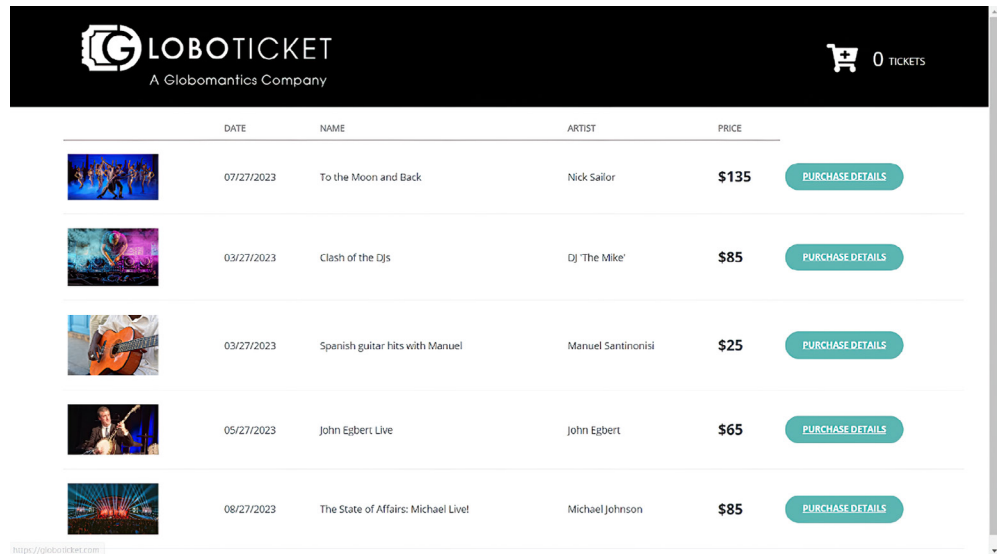 GLOBOTICKET
A Globomantics Company
0 TICKETS
DATE NAME ARTIST PRICE
07/27/2023 To the Moon and Back Nick Sailor $135 PURCHASE DETAILS
03/27/2023 Clash of the DJs DJ 'The Mike' $85 PURCHASE DETAILS
03/27/2023 Spanish guitar hits with Manuel Manuel Santinonisi $25 PURCHASE DETAILS
05/27/2023 John Egbert Live John Egbert $65 PURCHASE DETAILS
08/27/2023 The State of Affairs: Michael Live! Michael Johnson $85 PURCHASE DETAILS
https://globoticket.com